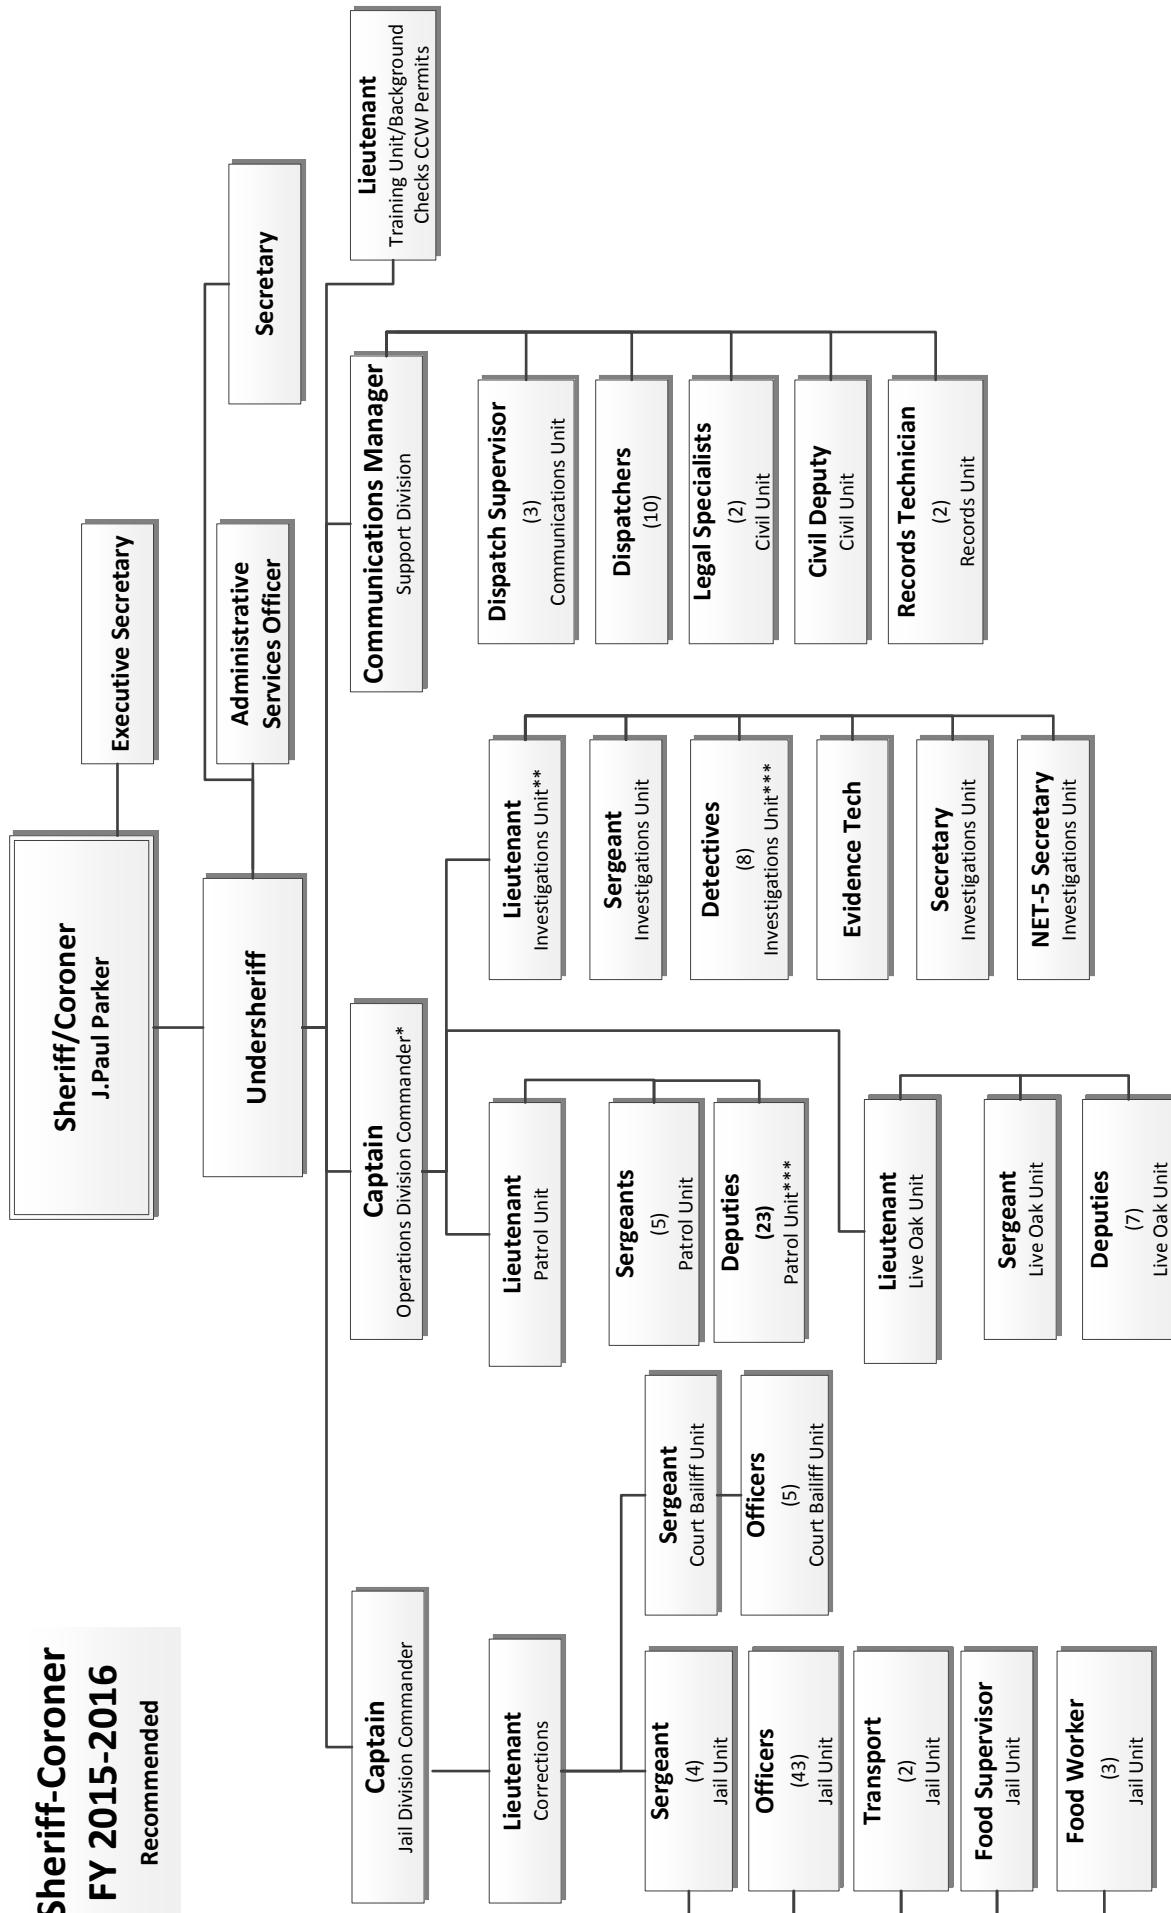 Sheriff-Coroner
FY 2015-2016
Recommended
Sheriff/Coroner
J.Paul Parker
Executive Secretary
Undersheriff
Administrative
Services Officer
Secretary
Captain
Jail Division Commander
Captain
Operations Division Commander*
Communications Manager
Support Division
Lieutenant
Training Unit/Background
Checks CCW Permits
Lieutenant
Corrections
Sergeant
(4)
Jail Unit
Officers
(43)
Jail Unit
Transport
(2)
Jail Unit
Food Supervisor
Jail Unit
Food Worker
(3)
Jail Unit
Sergeant
Court Bailiff Unit
Officers
(5)
Court Bailiff Unit
Lieutenant
Patrol Unit
Sergeants
(5)
Patrol Unit
Deputies
(23)
Patrol Unit***
Lieutenant
Live Oak Unit
Sergeant
Live Oak Unit
Deputies
(7)
Live Oak Unit
Lieutenant
Investigations Unit**
Sergeant
Investigations Unit
Detectives
(8)
Investigations Unit***
Evidence Tech
Secretary
Investigations Unit
NET-5 Secretary
Investigations Unit
Dispatch Supervisor
(3)
Communications Unit
Dispatchers
(10)
Legal Specialists
(2)
Civil Unit
Civil Deputy
Civil Unit
Records Technician
(2)
Records Unit